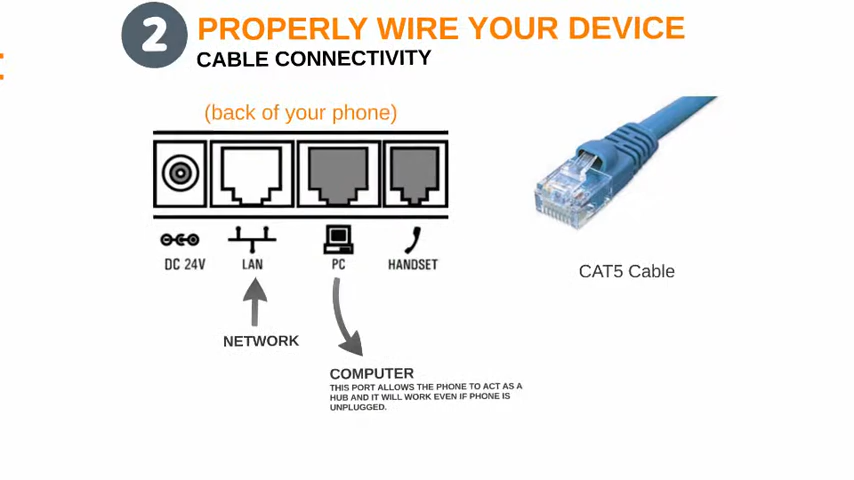 2 PROPERLY WIRE YOUR DEVICE
CABLE CONNECTIVITY
(back of your phone)
DC 24V LAN PC HANDSET
CAT5 Cable
NETWORK
COMPUTER
THIS PORT ALLOWS THE PHONE TO ACT AS A
HUB AND IT WILL WORK EVEN IF PHONE IS
UNPLUGGED.